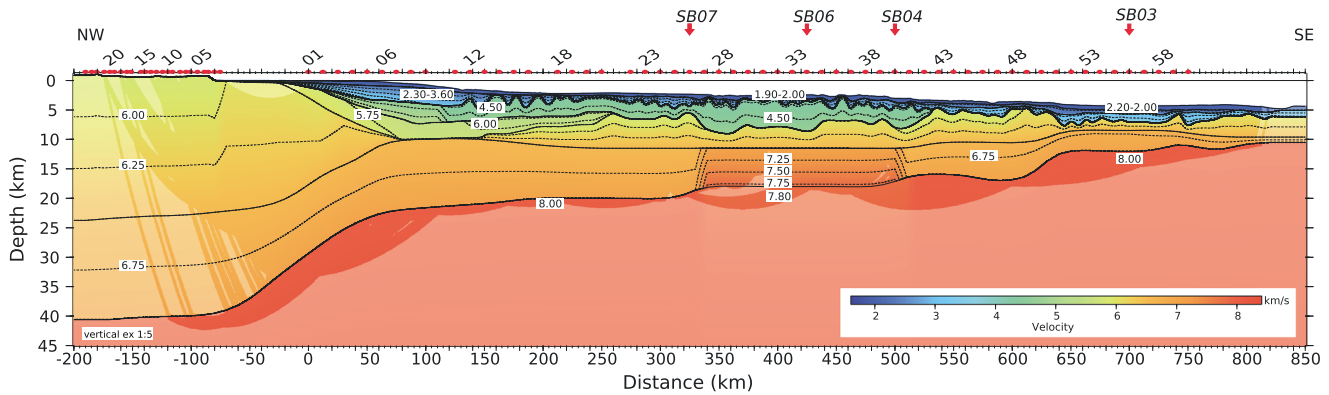 SB07 SB06 SB04 SB03
NW SE
20 15 10 05 01 06 12 18 23 28 33 38 43 48 53 58
0
5
10
15
20
25
30
35
40
45
Depth (km)
2.30-3.60 1.90-2.00 2.20-2.00
4.50
6.00 5.75 6.00 4.50
6.25 7.25 6.75 8.00
7.50
7.75
7.80
8.00
6.75
vertical ex 1:5
km/s
2 3 4 5 6 7 8
Velocity
-200 -150 -100 -50 0 50 100 150 200 250 300 350 400 450 500 550 600 650 700 750 800 850
Distance (km)